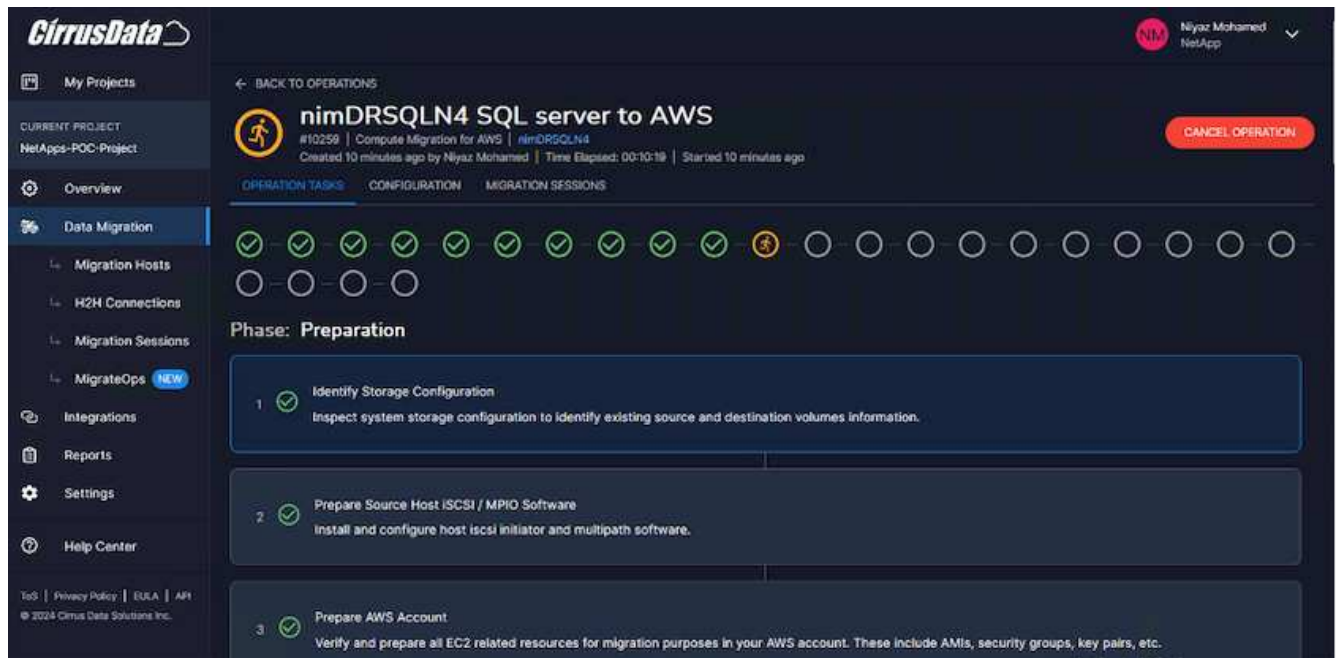 CirrusData
NM
Niyaz Mohamed
NetApp
My Projects
CURRENT PROJECT
NetApps-POC-Project
Overview
Data Migration
Migration Hosts
H2H Connections
Migration Sessions
MigrateOps NEW
Integrations
Reports
Settings
Help Center
ToS | Privacy Policy | EULA | API
© 2024 Cirrus Data Solutions Inc.
← BACK TO OPERATIONS
nimDRSQLN4 SQL server to AWS
#10259 | Compute Migration for AWS | nimDRSQLN4
Created 10 minutes ago by Niyaz Mohamed | Time Elapsed: 00:10:19 | Started 10 minutes ago
CANCEL OPERATION
OPERATION TASKS CONFIGURATION MIGRATION SESSIONS
Phase: Preparation
1 Identify Storage Configuration
Inspect system storage configuration to identify existing source and destination volumes information.
2 Prepare Source Host iSCSI / MPIO Software
Install and configure host iscsi initiator and multipath software.
3 Prepare AWS Account
Verify and prepare all EC2 related resources for migration purposes in your AWS account. These include AMIs, security groups, key pairs, etc.